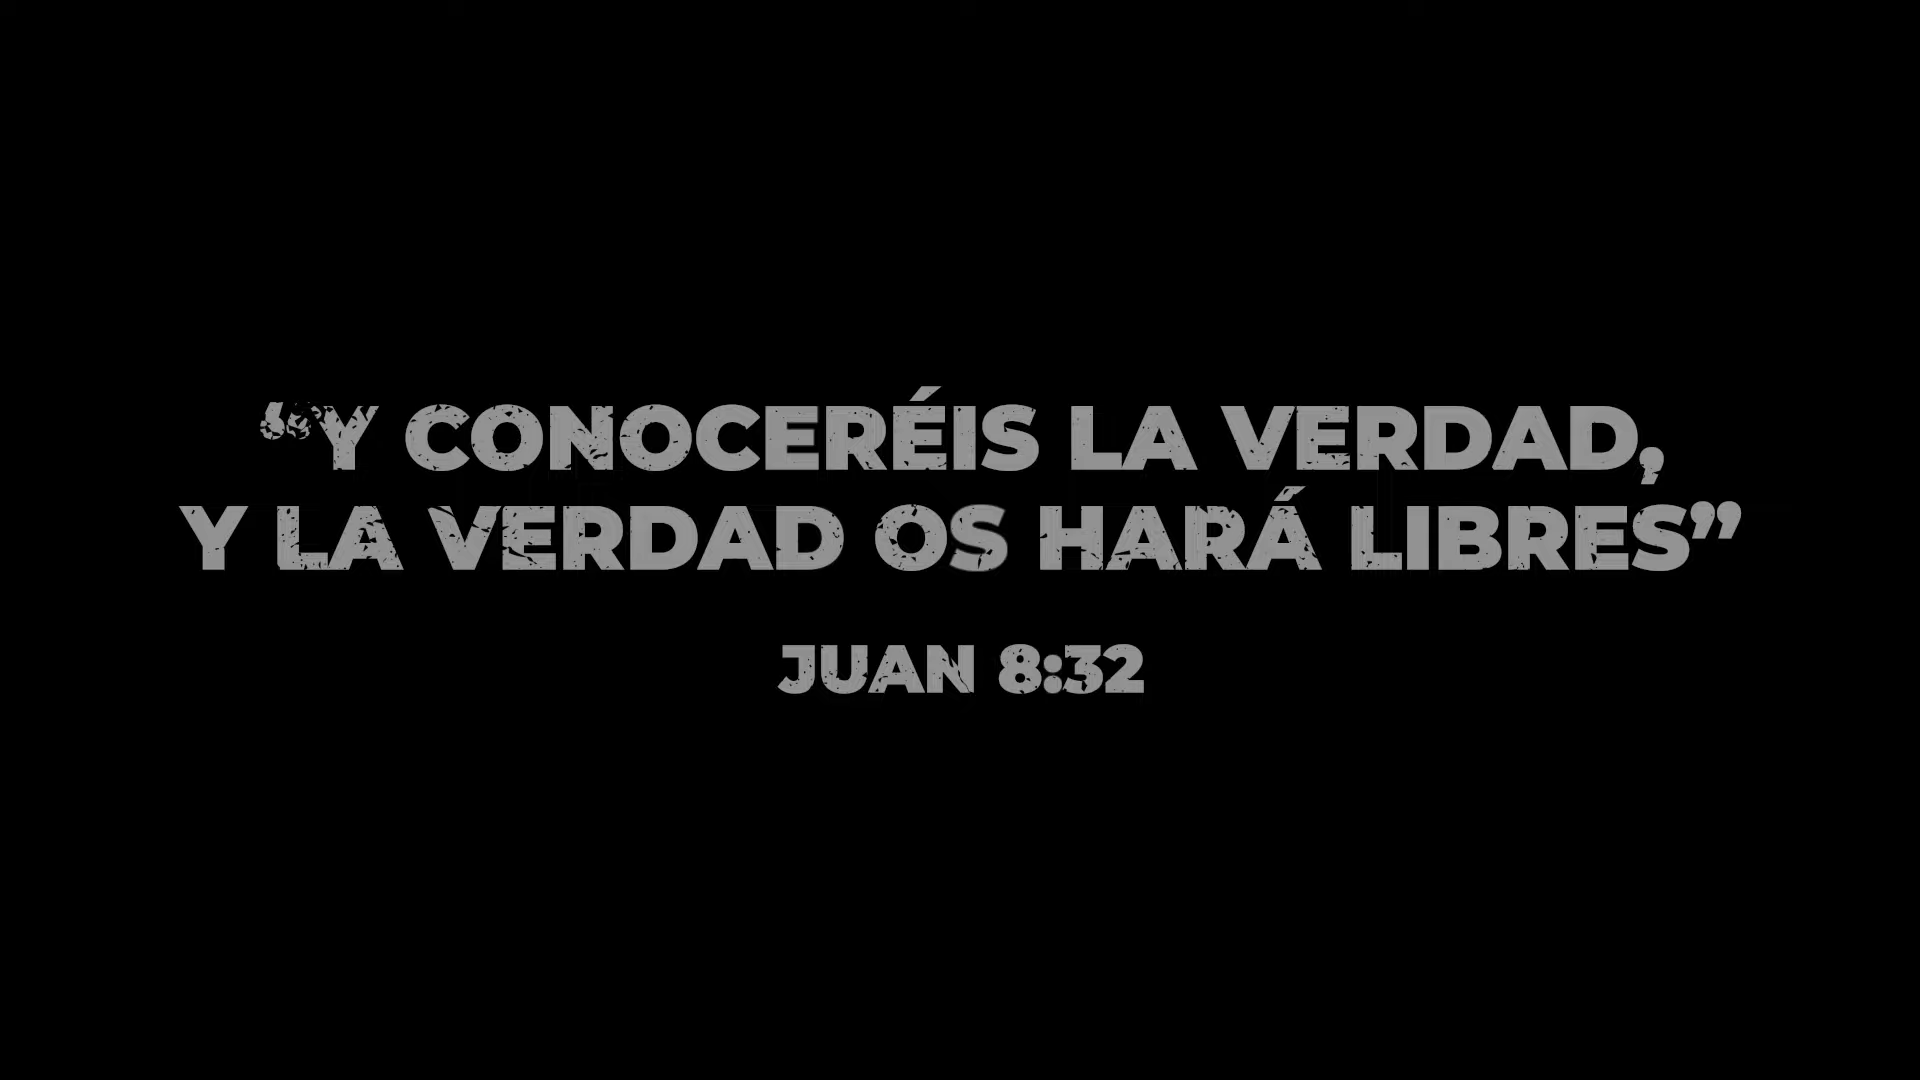 “Y CONOCERÉIS LA VERDAD,
Y LA VERDAD OS HARÁ LIBRES”
JUAN 8:32